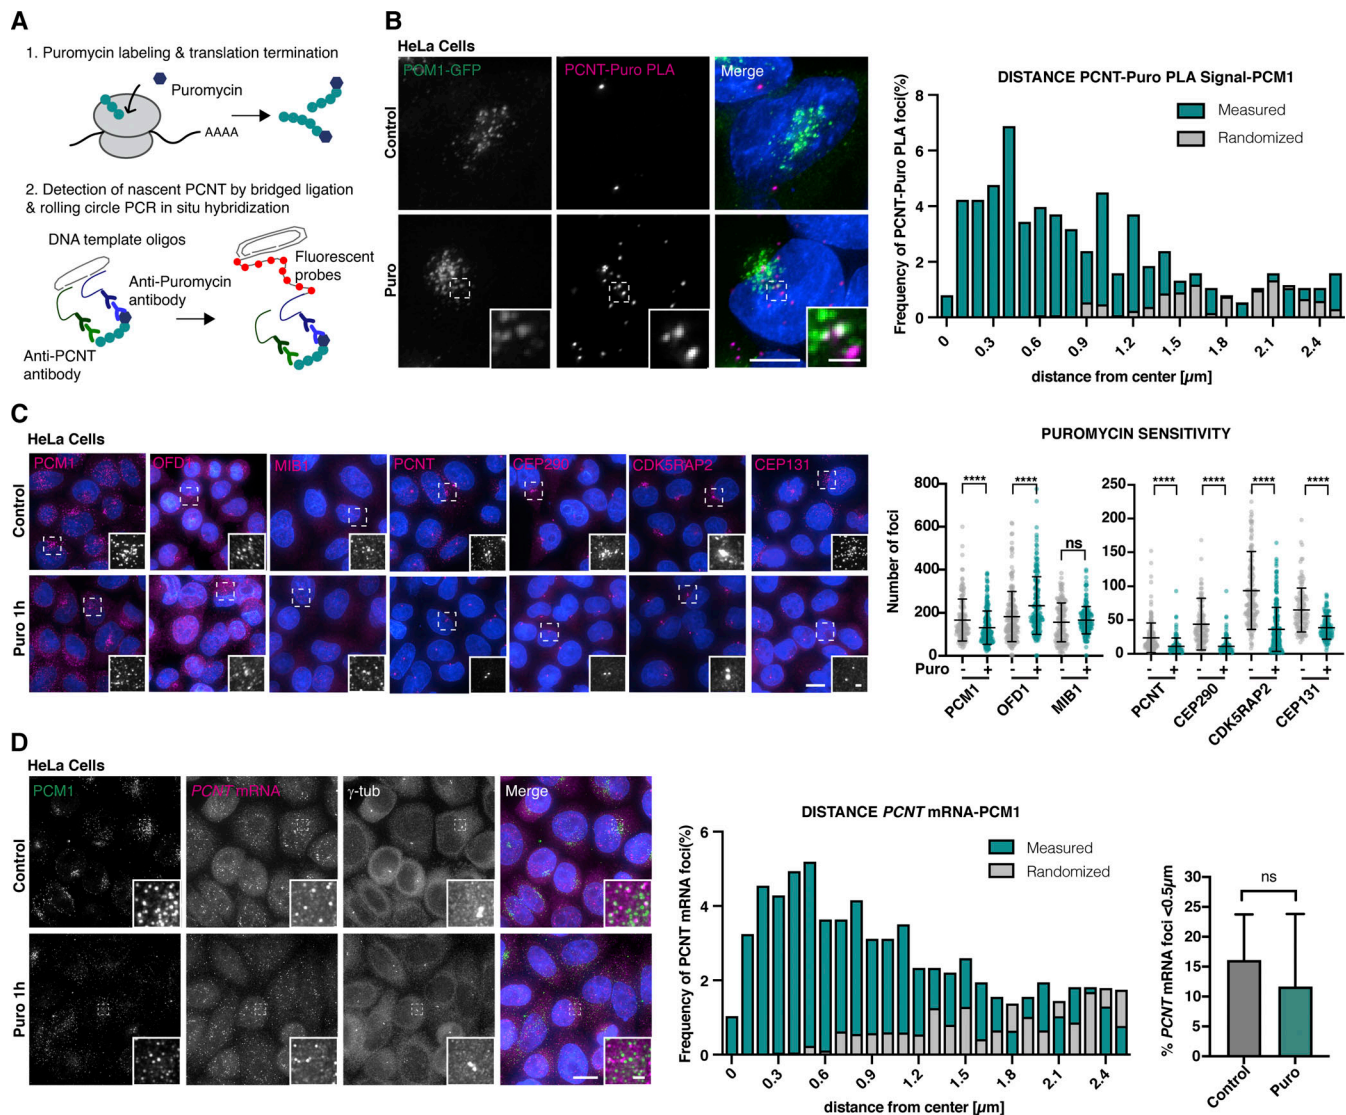 A
1. Puromycin labeling & translation termination
Puromycin
AAAA
2. Detection of nascent PCNT by bridged ligation
& rolling circle PCR in situ hybridization
DNA template oligos
Fluorescent
probes
Anti-Puromycin
antibody
Anti-PCNT
antibody
B
HeLa Cells
PCM1-GFP
PCNT-Puro PLA
Merge
Control
Puro
DISTANCE PCNT-Puro PLA Signal-PCM1
Measured
Randomized
Frequency of PCNT-Puro PLA foci(%)
8
6
4
2
0
0 0.3 0.6 0.9 1.2 1.5 1.8 2.1 2.4
distance from center [µm]
C
HeLa Cells
PCM1
OFD1
MIB1
PCNT
CEP290
CDK5RAP2
CEP131
Control
Puro 1h
PUROMYCIN SENSITIVITY
Number of foci
800
600
400
200
0
**** **** ns
Puro - + - + - +
PCM1 OFD1 MIB1
250
200
150
100
50
0
**** **** **** ****
- + - + - + - +
PCNT CEP290 CDK5RAP2 CEP131
D
HeLa Cells
PCM1
PCNT mRNA
γ-tub
Merge
Control
Puro 1h
DISTANCE PCNT mRNA-PCM1
Measured
Randomized
Frequency of PCNT mRNA foci(%)
6
4
2
0
0 0.3 0.6 0.9 1.2 1.5 1.8 2.1 2.4
distance from center [µm]
% PCNT mRNA foci <0.5µm
30
25
20
15
10
5
0
ns
Control Puro